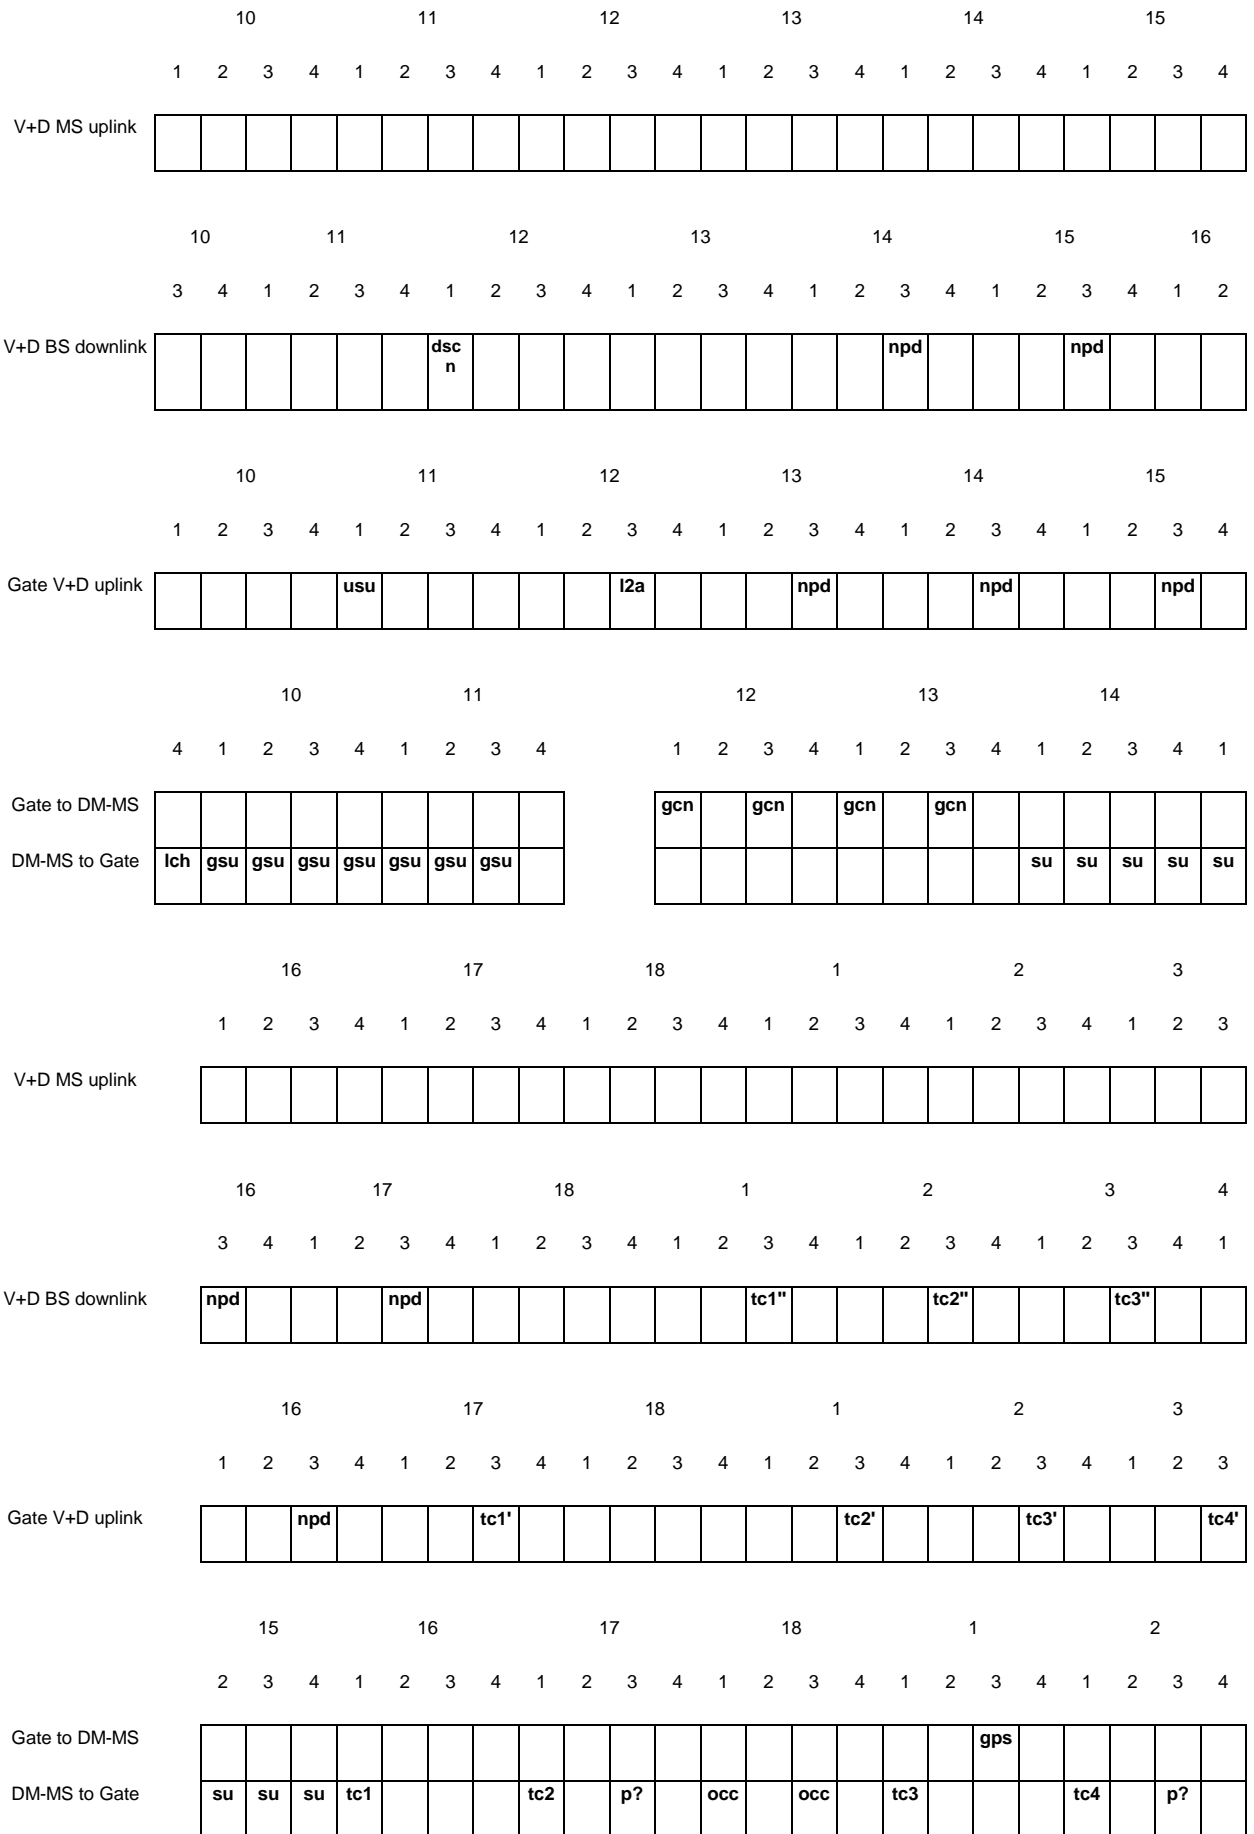 10 11 12 13 14 15
1 2 3 4 1 2 3 4 1 2 3 4 1 2 3 4 1 2 3 4 1 2 3 4
V+D MS uplink
10 11 12 13 14 15 16
3 4 1 2 3 4 1 2 3 4 1 2 3 4 1 2 3 4 1 2 3 4 1 2
V+D BS downlink dsc npd npd
n
10 11 12 13 14 15
1 2 3 4 1 2 3 4 1 2 3 4 1 2 3 4 1 2 3 4 1 2 3 4
Gate V+D uplink usu l2a npd npd npd
10 11 12 13 14
4 1 2 3 4 1 2 3 4 1 2 3 4 1 2 3 4 1 2 3 4 1
Gate to DM-MS gcn gcn gcn gcn
DM-MS to Gate lch gsu gsu gsu gsu gsu gsu gsu su su su su su
16 17 18 1 2 3
1 2 3 4 1 2 3 4 1 2 3 4 1 2 3 4 1 2 3 4 1 2 3
V+D MS uplink
16 17 18 1 2 3 4
3 4 1 2 3 4 1 2 3 4 1 2 3 4 1 2 3 4 1 2 3 4 1
V+D BS downlink npd npd tc1" tc2" tc3"
16 17 18 1 2 3
1 2 3 4 1 2 3 4 1 2 3 4 1 2 3 4 1 2 3 4 1 2 3
Gate V+D uplink npd tc1' tc2' tc3' tc4'
15 16 17 18 1 2
2 3 4 1 2 3 4 1 2 3 4 1 2 3 4 1 2 3 4 1 2 3 4
Gate to DM-MS gps
DM-MS to Gate su su su tc1 tc2 p? occ occ tc3 tc4 p?